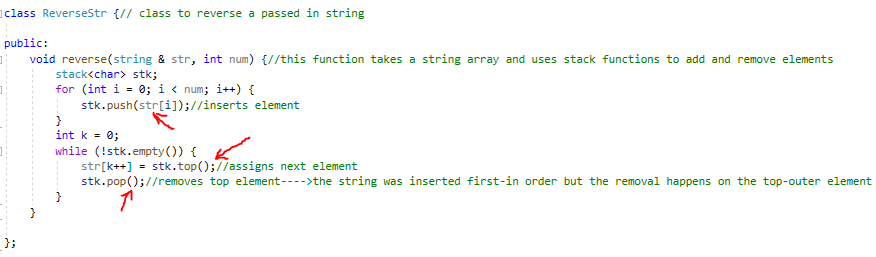 class ReverseStr {// class to reverse a passed in string
public:
void reverse(string & str, int num) {//this function takes a string array and uses stack functions to add and remove elements
stack<char> stk;
for (int i = 0; i < num; i++) {
stk.push(str[i]);//inserts element
}
int k = 0;
while (!stk.empty()) {
str[k++] = stk.top();//assigns next element
stk.pop();//removes top element---->the string was inserted first-in order but the removal happens on the top-outer element
}
}
};